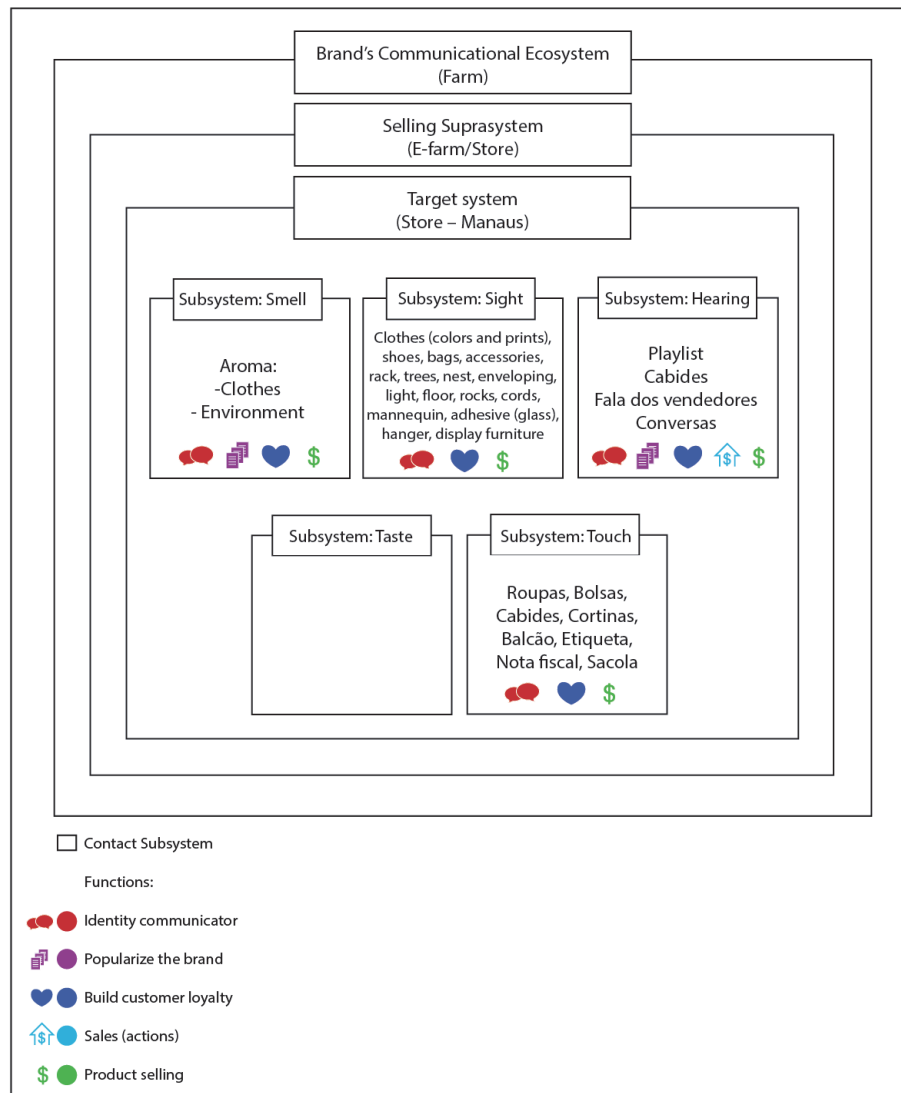 Brand's Communicational Ecosystem
(Farm)
Selling Suprasystem
(E-farm/Store)
Target system
(Store – Manaus)
Subsystem: Smell
Aroma:
-Clothes
- Environment
$
Subsystem: Sight
Clothes (colors and prints),
shoes, bags, accessories,
rack, trees, nest, enveloping,
light, floor, rocks, cords,
mannequin, adhesive (glass),
hanger, display furniture
$
Subsystem: Hearing
Playlist
Cabides
Fala dos vendedores
Conversas
$ $
Subsystem: Taste
Subsystem: Touch
Roupas, Bolsas,
Cabides, Cortinas,
Balcão, Etiqueta,
Nota fiscal, Sacola
$
Contact Subsystem
Functions:
Identity communicator
Popularize the brand
Build customer loyalty
$ Sales (actions)
$ Product selling